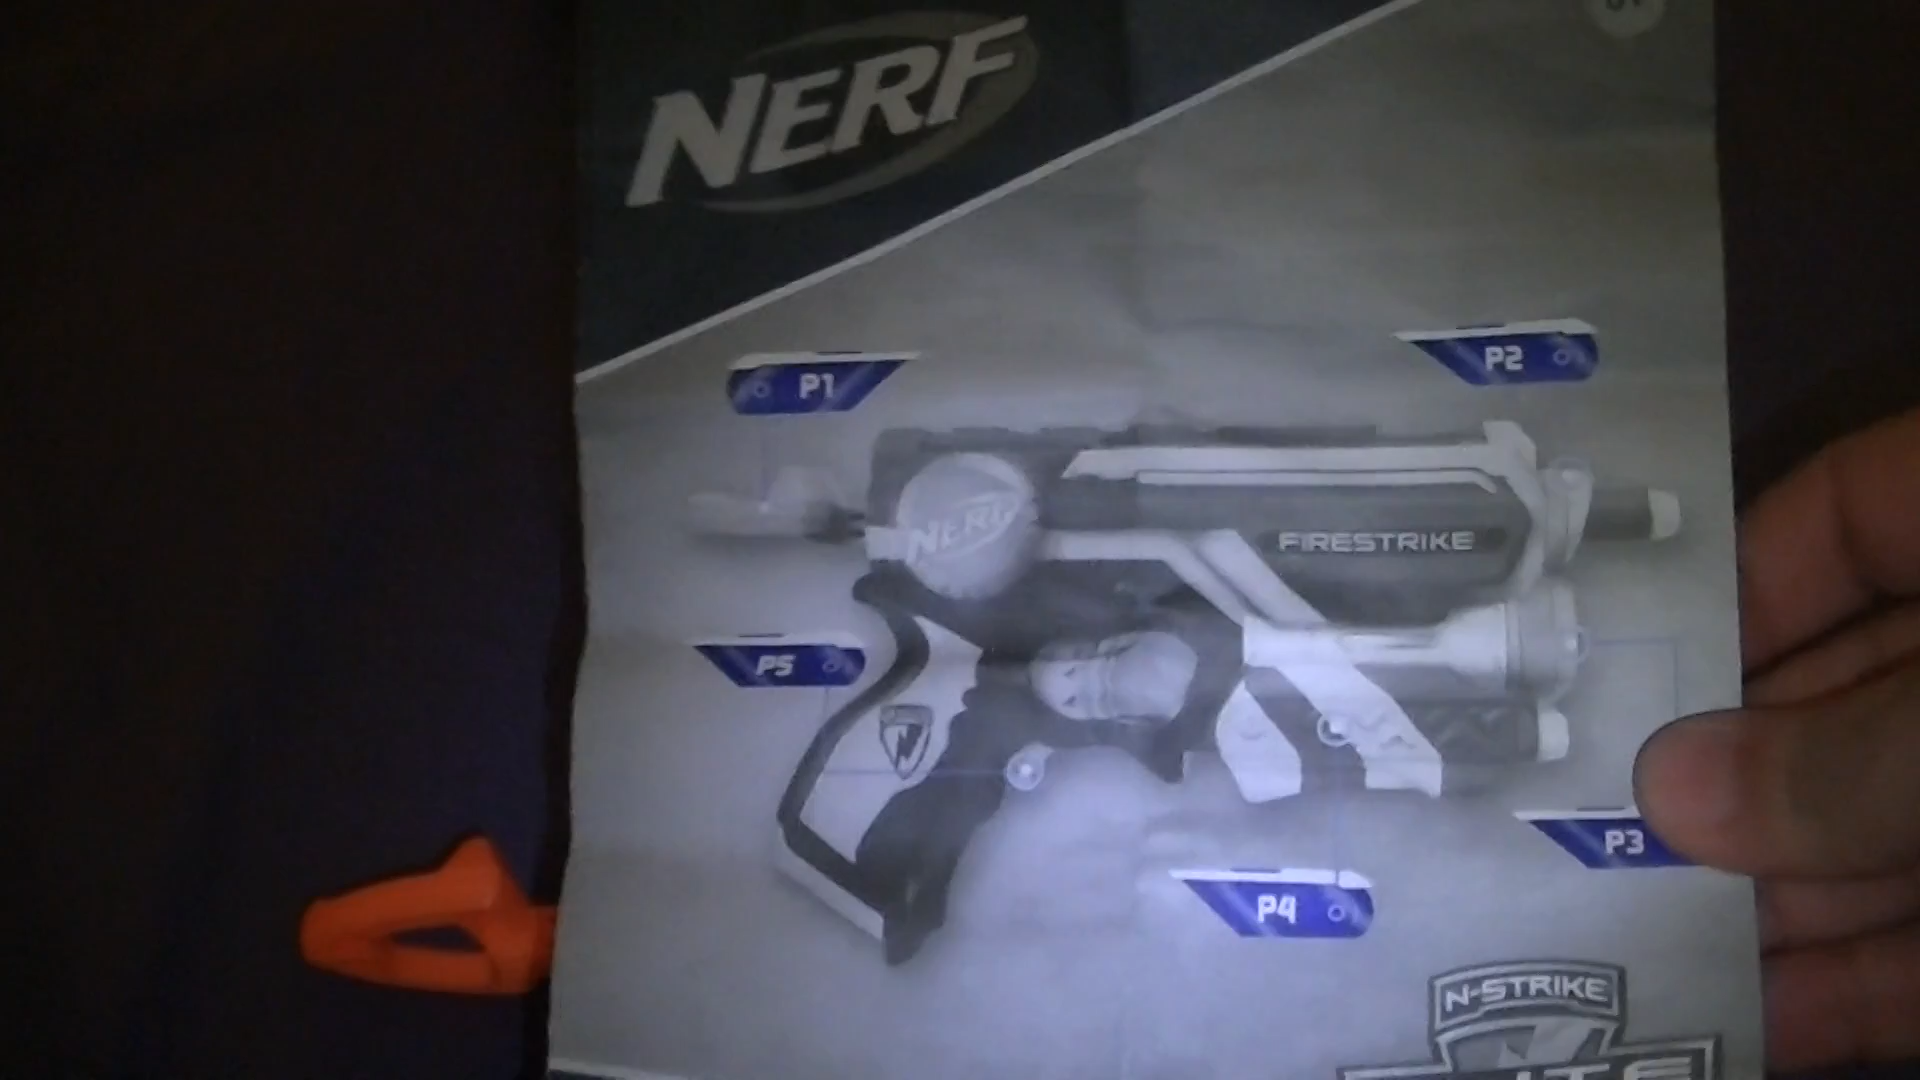 NERF
P1
P2
NERF
FIRESTRIKE
P5
N
P3
P4
N-STRIKE